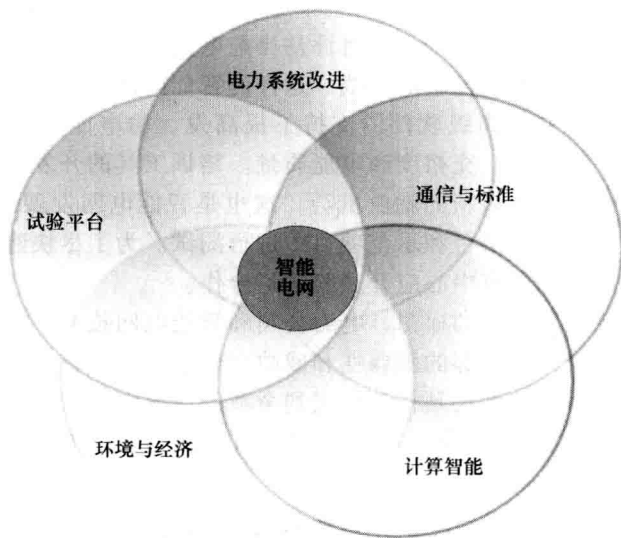 电力系统改进
通信与标准
试验平台
智能
电网
环境与经济
计算智能